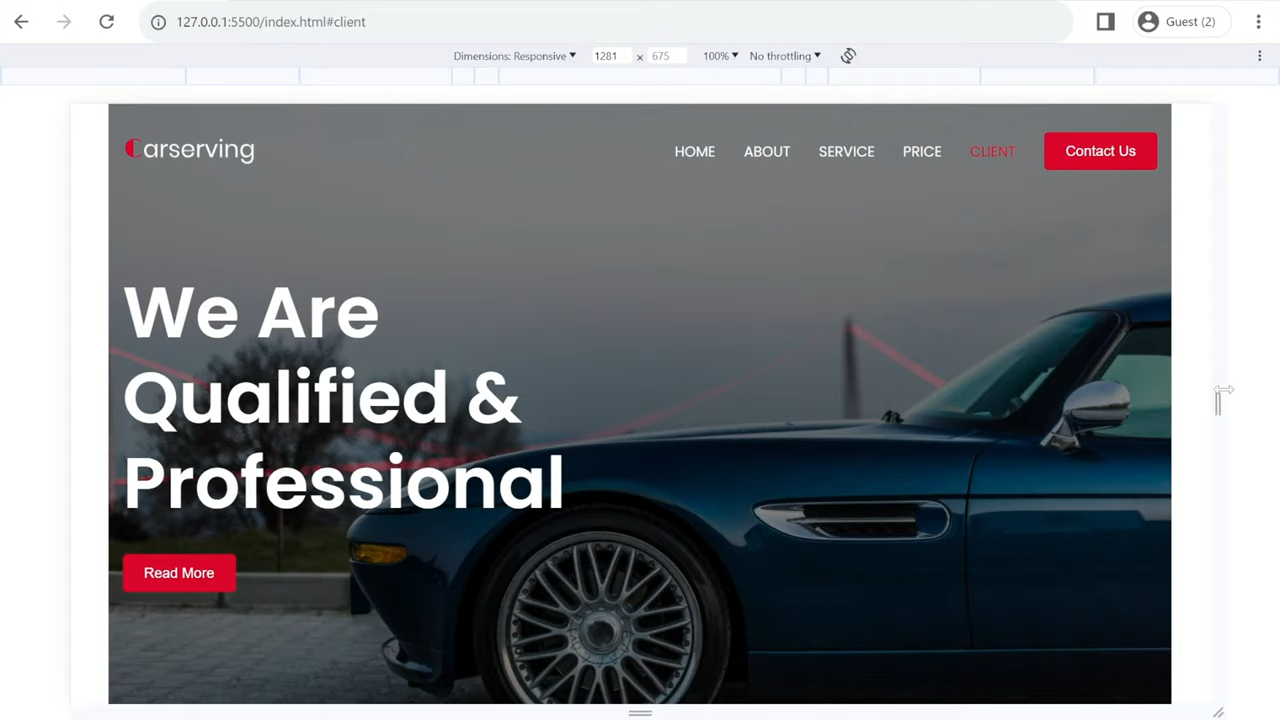 127.0.0.1:5500/index.html#client
Guest (2)
Dimensions: Responsive 1281 x 675 100% No throttling
Carserving
HOME ABOUT SERVICE PRICE CLIENT Contact Us
We Are
Qualified &
Professional
Read More